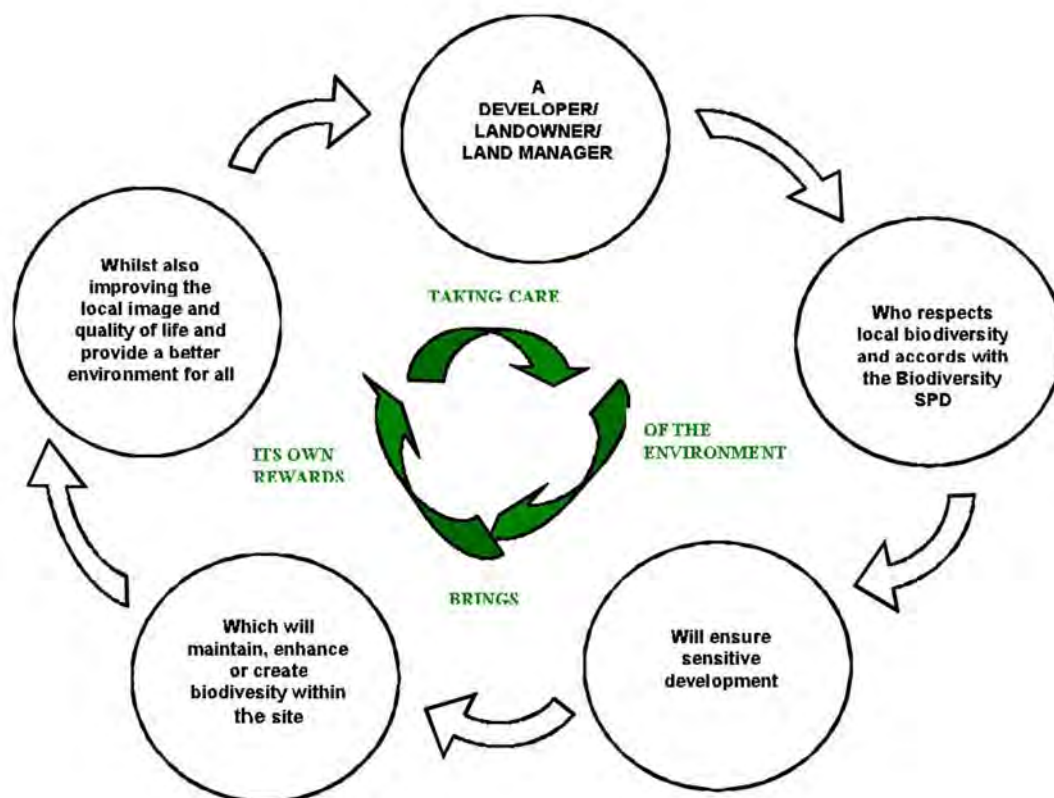 A
DEVELOPER/
LANDOWNER/
LAND MANAGER
Who respects
local biodiversity
and accords with
the Biodiversity
SPD
Will ensure
sensitive
development
Which will
maintain, enhance
or create
biodivesity within
the site
Whilst also
improving the
local image and
quality of life and
provide a better
environment for all
TAKING CARE
OF THE
ENVIRONMENT
BRINGS
ITS OWN
REWARDS